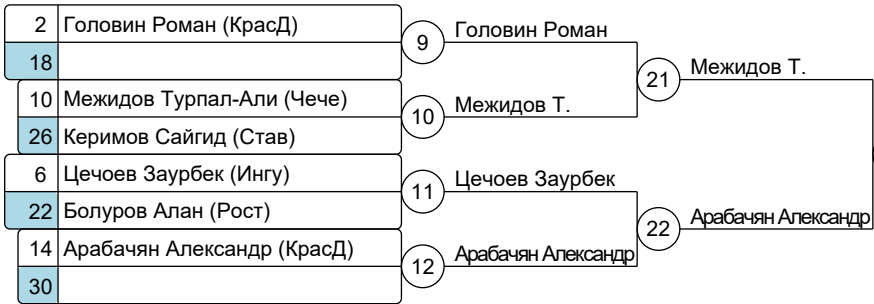 2 Головин Роман (КрасД)
18
9 Головин Роман
21 Межидов Т.
10 Межидов Турпал-Али (Чече)
26 Керимов Сайгид (Став)
10 Межидов Т.
6 Цечоев Заурбек (Ингу)
22 Болуров Алан (Рост)
11 Цечоев Заурбек
22 Арабачян Александр
14 Арабачян Александр (КрасД)
30
12 Арабачян Александр